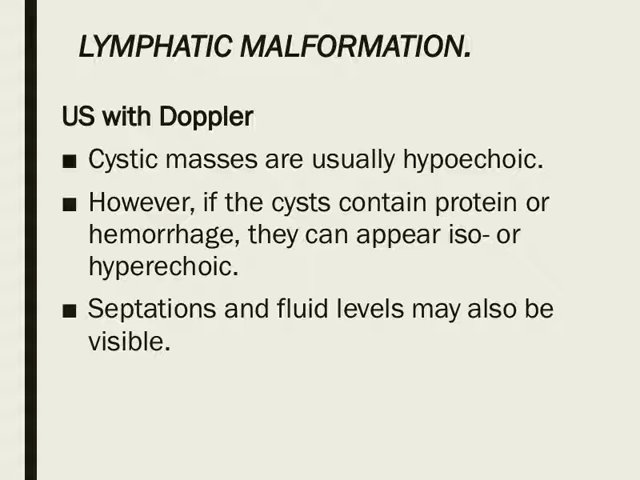 LYMPHATIC MALFORMATION.
US with Doppler
■ Cystic masses are usually hypoechoic.
■ However, if the cysts contain protein or
hemorrhage, they can appear iso- or
hyperechoic.
■ Septations and fluid levels may also be
visible.